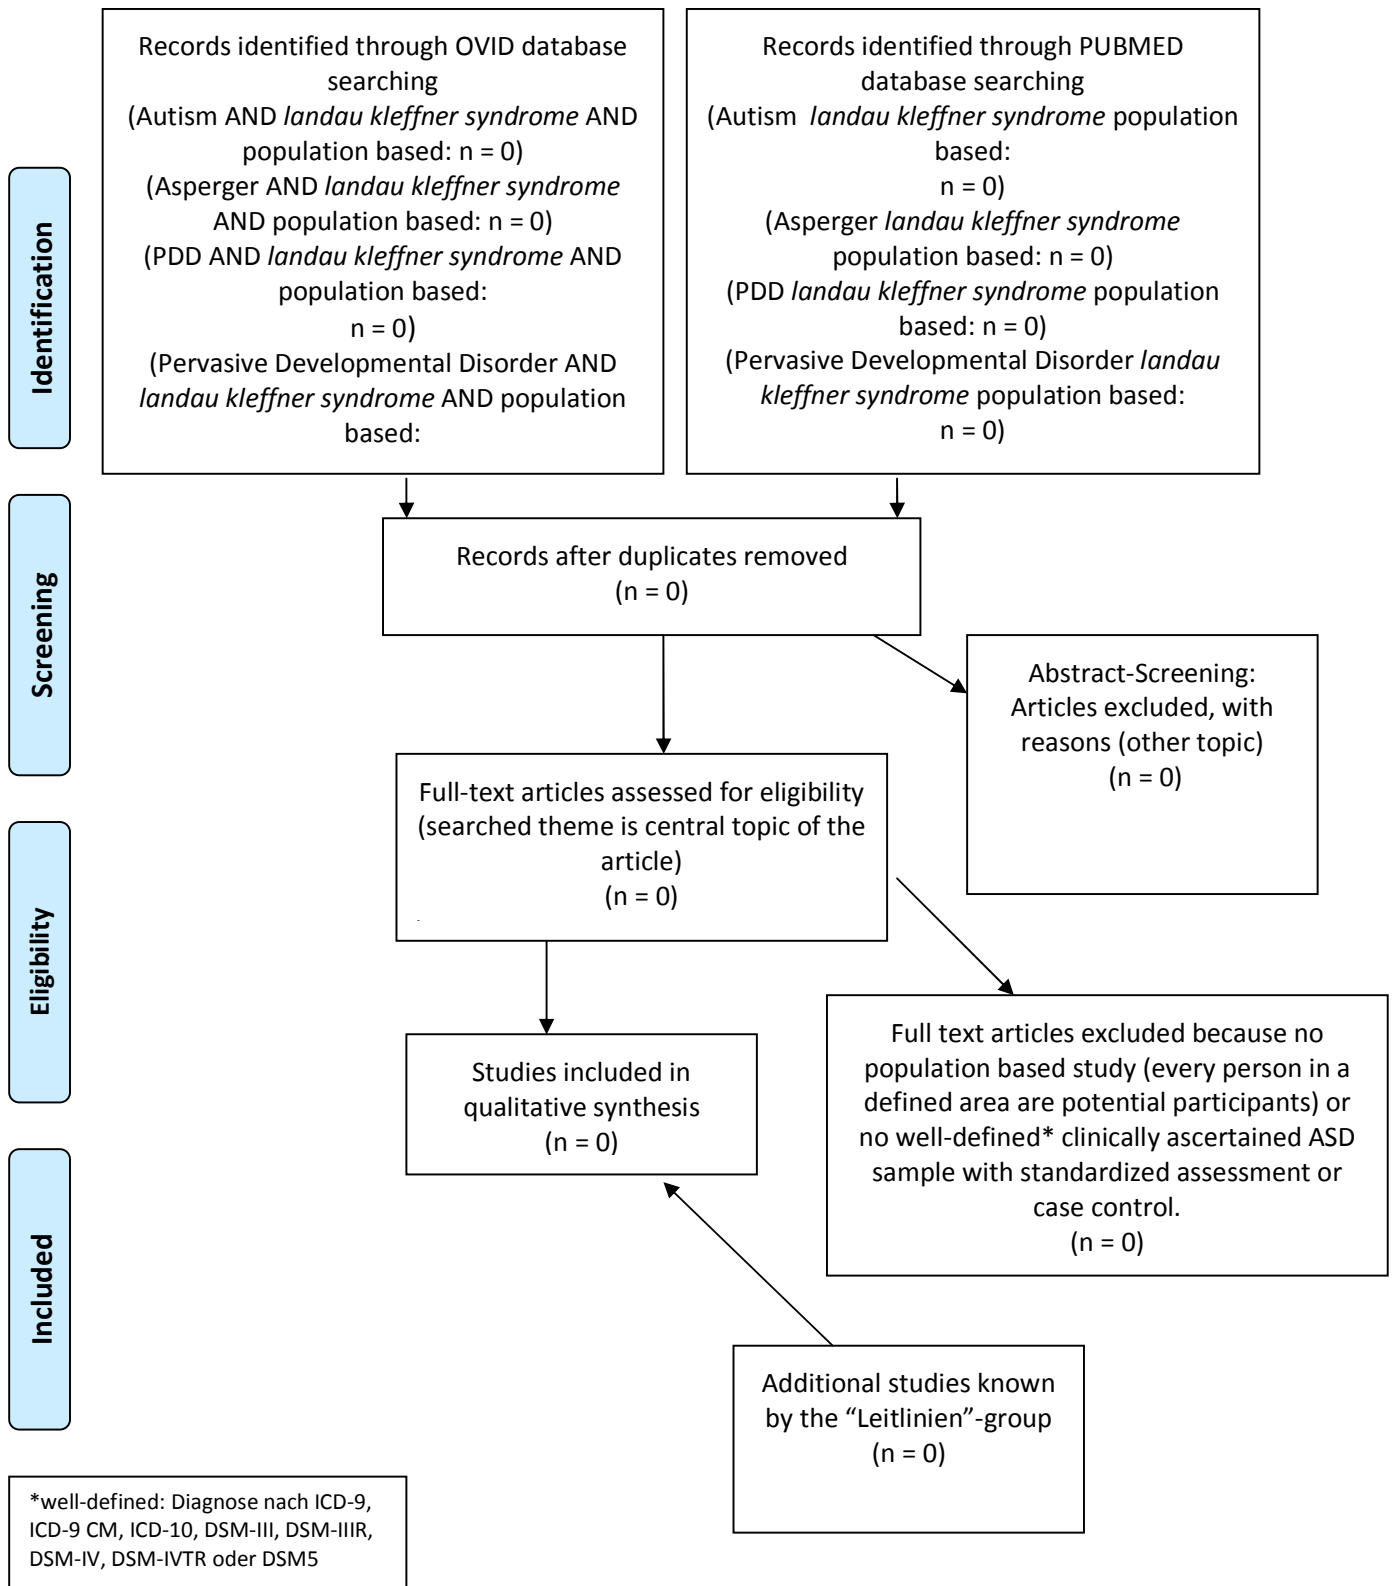 Records identified through OVID database
searching
(Autism AND landau kleffner syndrome AND
population based: n = 0)
(Asperger AND landau kleffner syndrome
AND population based: n = 0)
(PDD AND landau kleffner syndrome AND
population based:
n = 0)
(Pervasive Developmental Disorder AND
landau kleffner syndrome AND population
based:
Records identified through PUBMED
database searching
(Autism landau kleffner syndrome population
based:
n = 0)
(Asperger landau kleffner syndrome
population based: n = 0)
(PDD landau kleffner syndrome population
based: n = 0)
(Pervasive Developmental Disorder landau
kleffner syndrome population based:
n = 0)
Identification
Records after duplicates removed
(n = 0)
Screening
Abstract-Screening:
Articles excluded, with
reasons (other topic)
(n = 0)
Full-text articles assessed for eligibility
(searched theme is central topic of the
article)
(n = 0)
Eligibility
Full text articles excluded because no
population based study (every person in a
defined area are potential participants) or
no well-defined* clinically ascertained ASD
sample with standardized assessment or
case control.
(n = 0)
Studies included in
qualitative synthesis
(n = 0)
Included
Additional studies known
by the “Leitlinien”-group
(n = 0)
*well-defined: Diagnose nach ICD-9,
ICD-9 CM, ICD-10, DSM-III, DSM-IIIR,
DSM-IV, DSM-IVTR oder DSM5